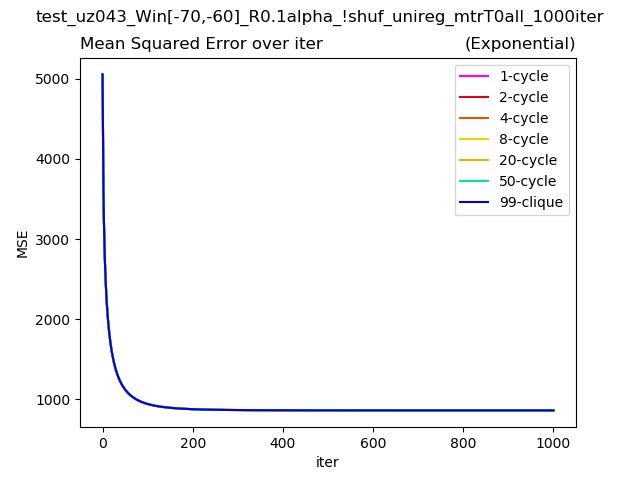 test_uz043_Win[-70,-60]_R0.1alpha_!shuf_unireg_mtrT0all_1000iter
Mean Squared Error over iter (Exponential)
5000
4000
3000
2000
1000
MSE
1-cycle
2-cycle
4-cycle
8-cycle
20-cycle
50-cycle
99-clique
0 200 400 600 800 1000
iter